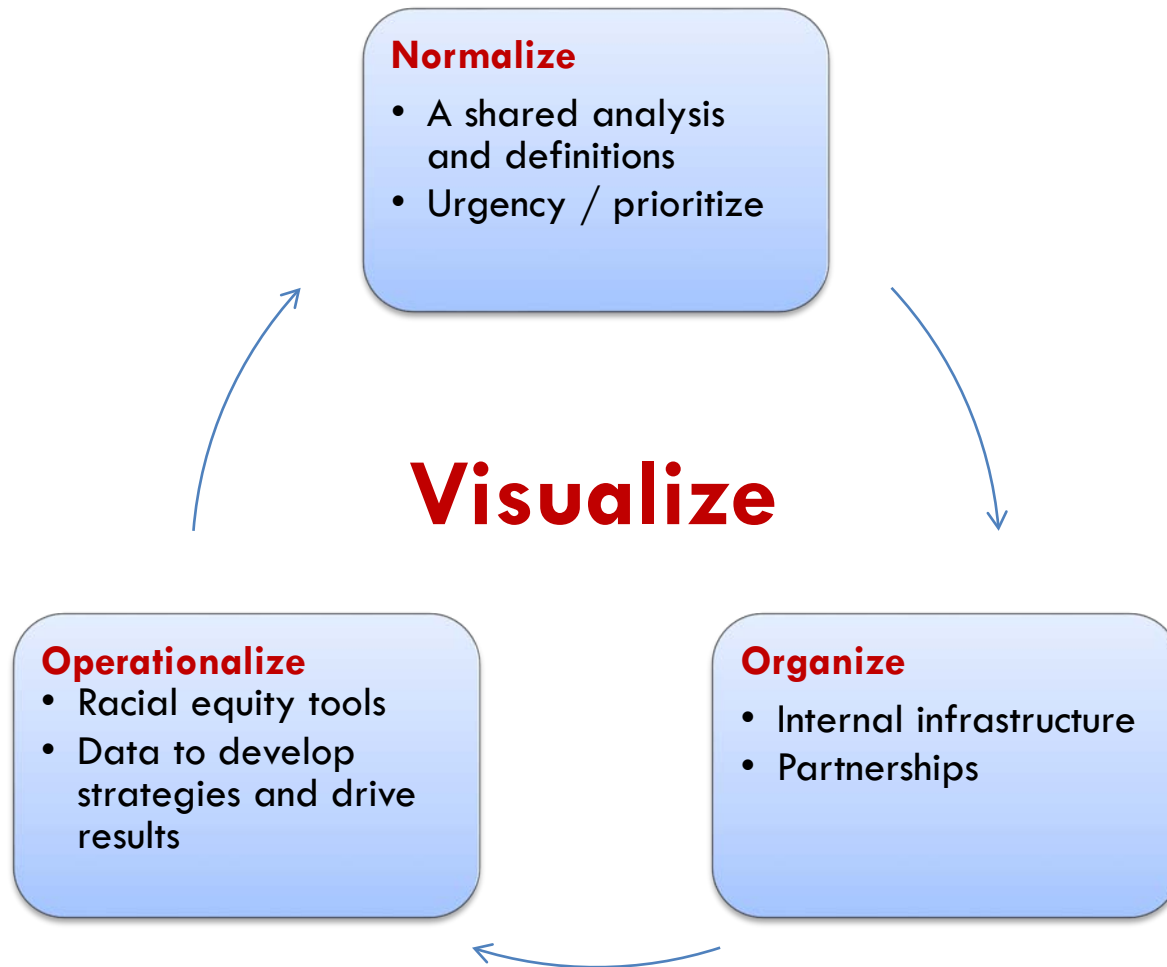 Normalize
• A shared analysis
and definitions
• Urgency / prioritize
Visualize
Operationalize
• Racial equity tools
• Data to develop
strategies and drive
results
Organize
• Internal infrastructure
• Partnerships